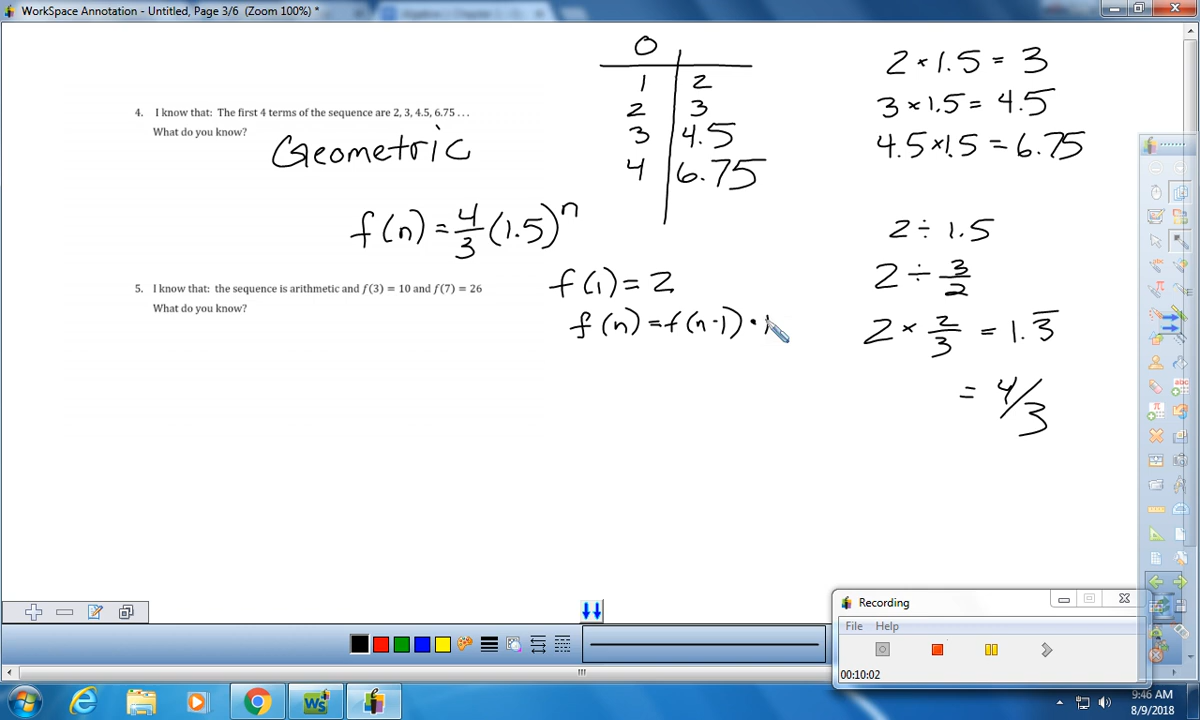 WorkSpace Annotation - Untitled, Page 3/6 (Zoom 100%) *
4. I know that: The first 4 terms of the sequence are 2, 3, 4.5, 6.75 . . .
What do you know?
Geometric
f(n) = 4/3 (1.5)^n
0
1 2
2 3
3 4.5
4 6.75
2 × 1.5 = 3
3 × 1.5 = 4.5
4.5 × 1.5 = 6.75
2 ÷ 1.5
2 ÷ 3/2
2 × 2/3 = 1.3̅
= 4/3
5. I know that: the sequence is arithmetic and f(3) = 10 and f(7) = 26
What do you know?
f(1) = 2
f(n) = f(n-1) · 1
Recording
File Help
00:10:02
9:46 AM
8/9/2018